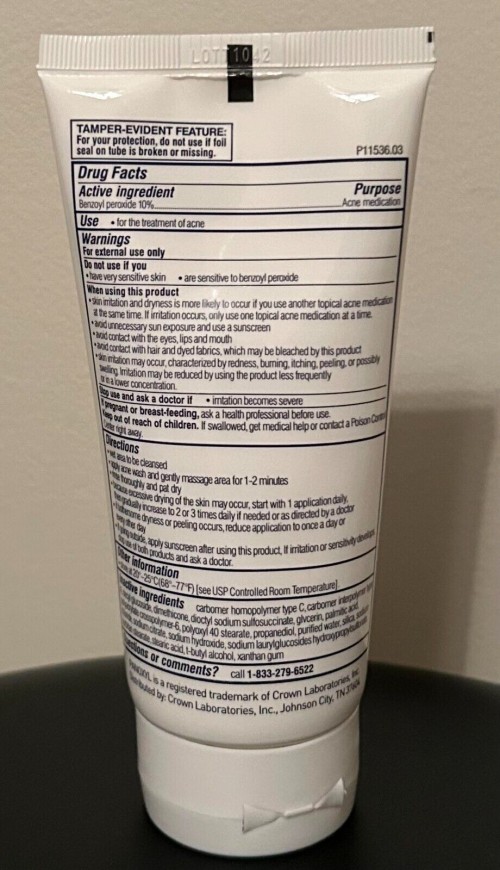 LOT 1042
TAMPER-EVIDENT FEATURE:
For your protection, do not use if foil
seal on tube is broken or missing.
P11536.03
Drug Facts
Active ingredient Purpose
Benzoyl peroxide 10% Acne medication
Use • for the treatment of acne
Warnings
For external use only
Do not use if you
• have very sensitive skin • are sensitive to benzoyl peroxide
When using this product
• skin irritation and dryness is more likely to occur if you use another topical acne medication
at the same time. If irritation occurs, only use one topical acne medication at a time.
• avoid unnecessary sun exposure and use a sunscreen
• avoid contact with the eyes, lips and mouth
• avoid contact with hair and dyed fabrics, which may be bleached by this product
• skin irritation may occur, characterized by redness, burning, itching, peeling, or possibly
swelling. Irritation may be reduced by using the product less frequently
or in a lower concentration.
Stop use and ask a doctor if • irritation becomes severe
If pregnant or breast-feeding, ask a health professional before use.
Keep out of reach of children. If swallowed, get medical help or contact a Poison Control
Center right away.
Directions
• wet area to be cleansed
• apply acne wash and gently massage area for 1-2 minutes
• rinse thoroughly and pat dry
• because excessive drying of the skin may occur, start with 1 application daily,
then gradually increase to 2 or 3 times daily if needed or as directed by a doctor
• if bothersome dryness or peeling occurs, reduce application to once a day or
every other day
• if going outside, apply sunscreen after using this product. If irritation or sensitivity develops,
stop use of both products and ask a doctor.
Other information
20°-25°C (68°-77°F) [see USP Controlled Room Temperature].
Inactive ingredients carbomer homopolymer type C, carbomer interpolymer type
glucoside, dimethicone, dioctyl sodium sulfosuccinate, glycerin, palmitic acid,
crosspolymer-6, polyoxyl 40 stearate, propanediol, purified water, silica,
sodium citrate, sodium hydroxide, sodium laurylglucosides hydroxypropylsulfonate,
stearic acid, t-butyl alcohol, xanthan gum
Questions or comments? call 1-833-279-6522
PANOXYL is a registered trademark of Crown Laboratories, Inc.
Distributed by: Crown Laboratories, Inc., Johnson City, TN 37604